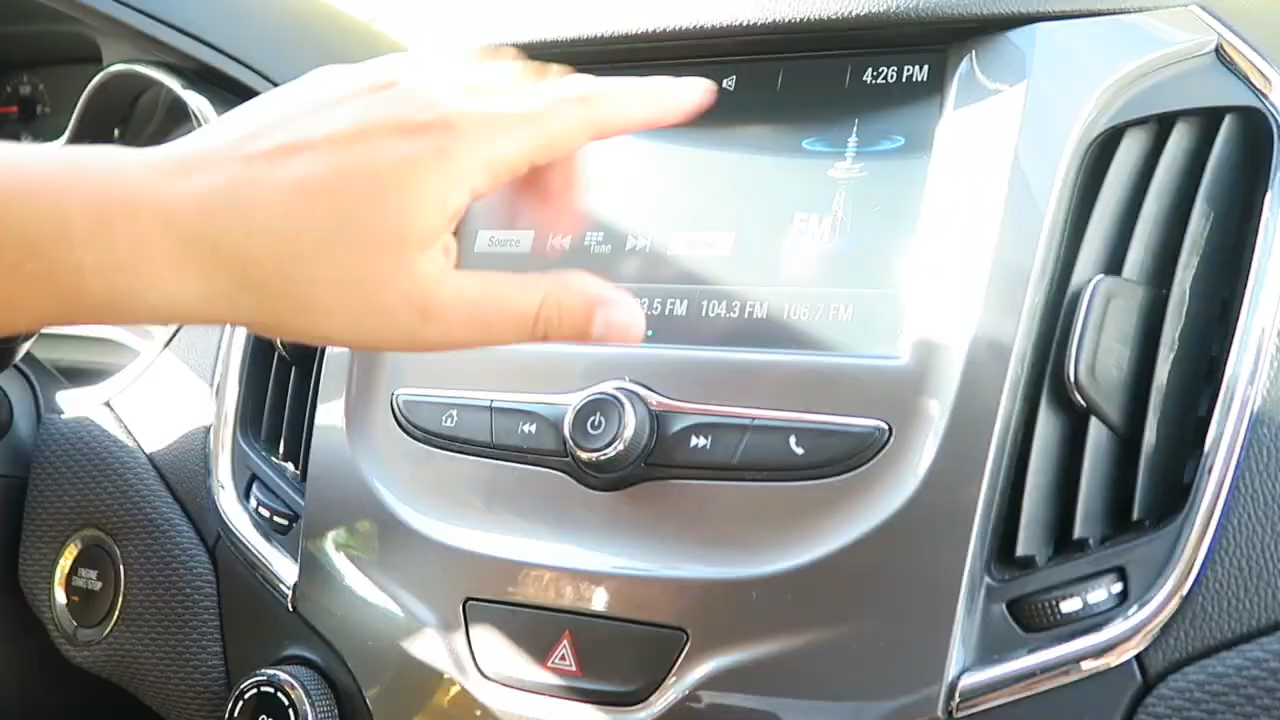 4:26 PM
FM
Source
Tune
104.3 FM
106.7 FM
ENGINE
START/STOP